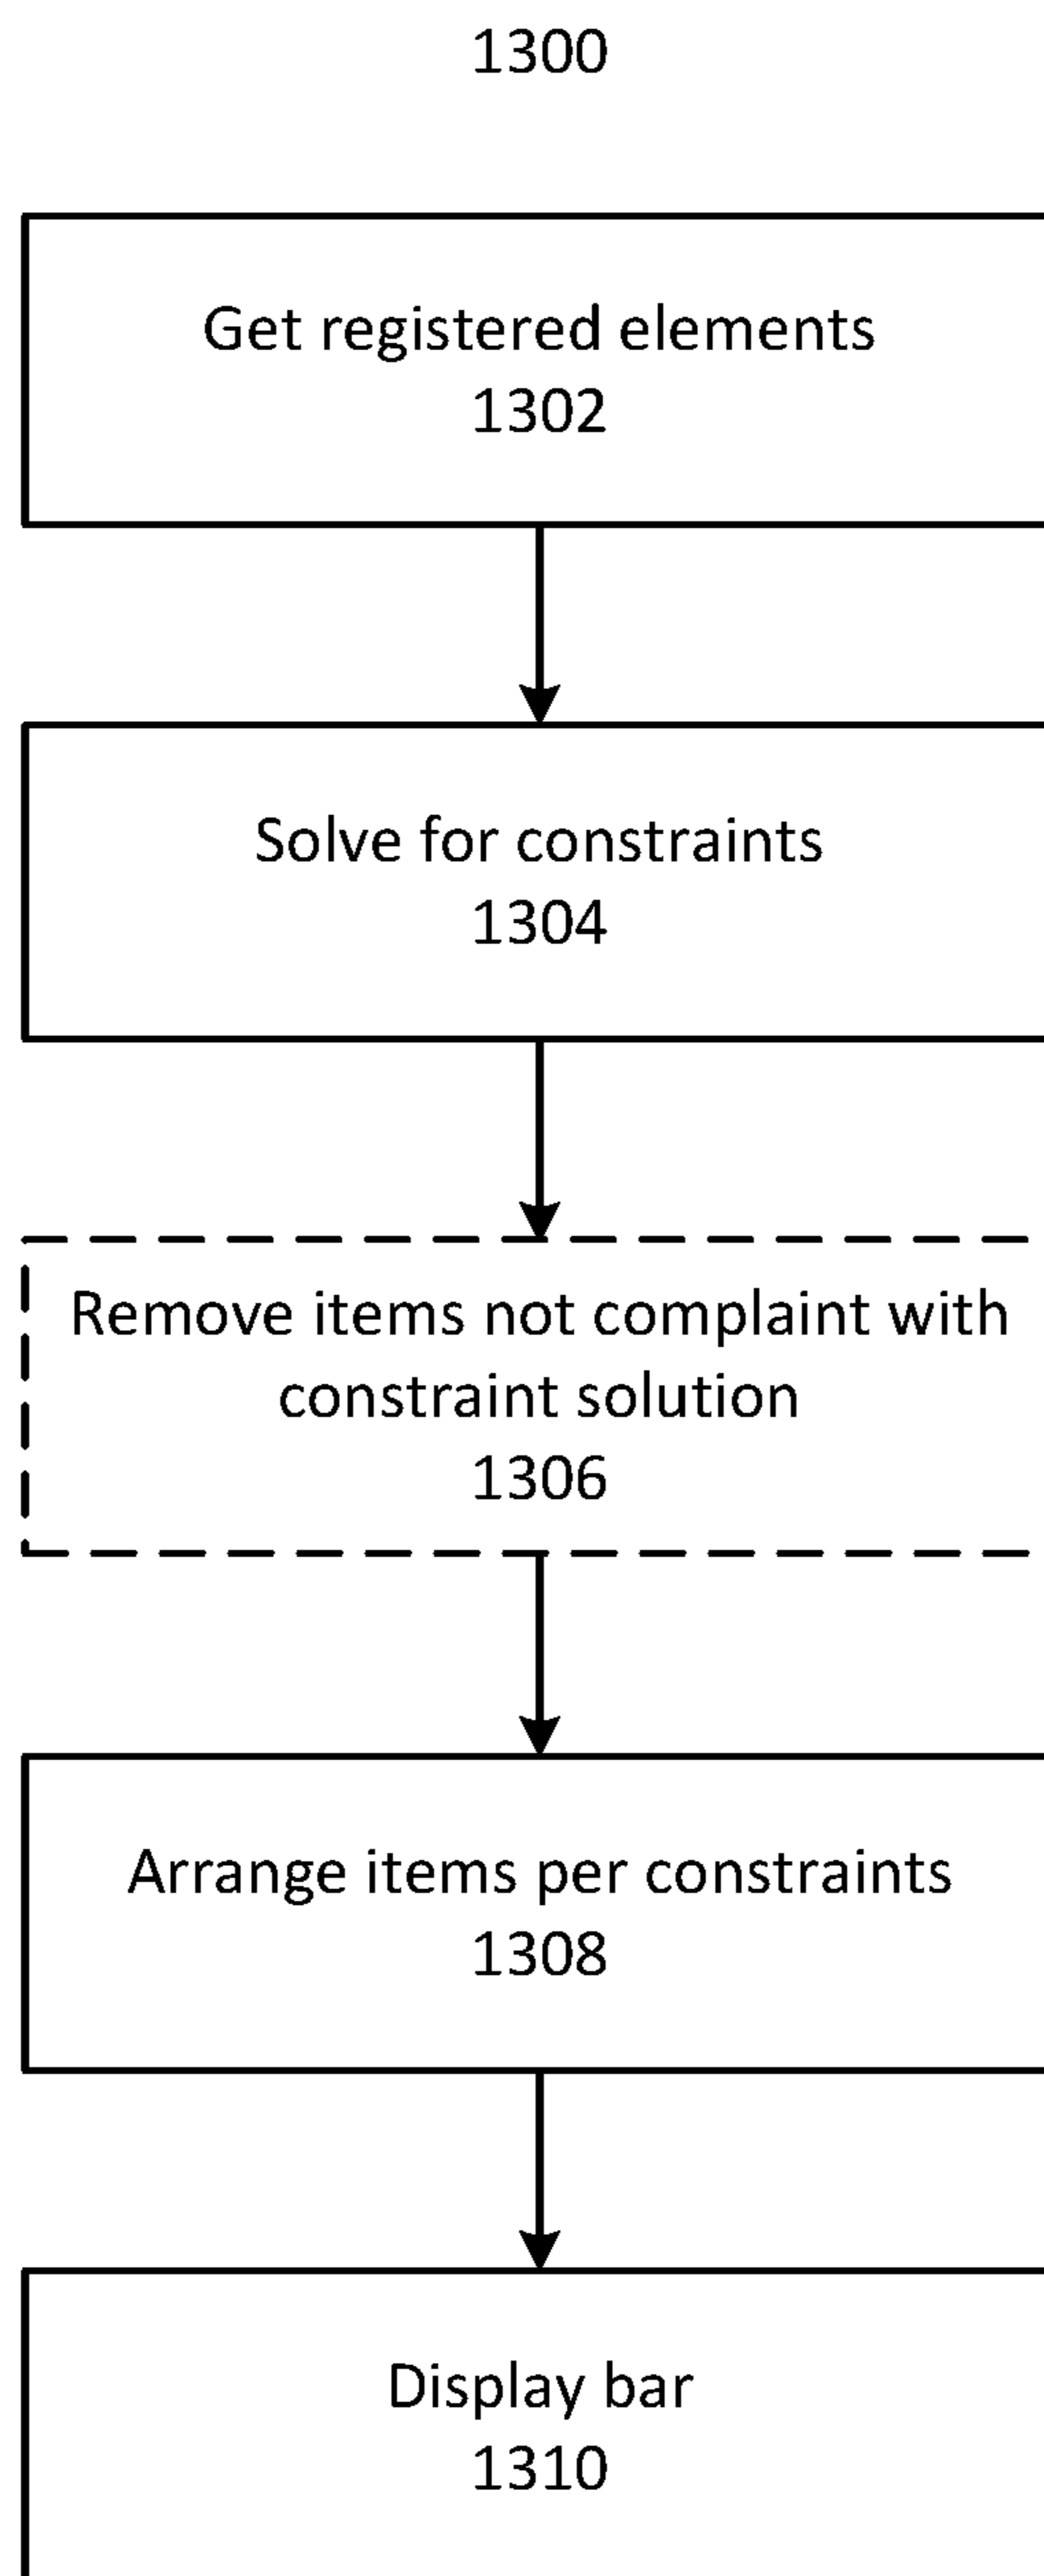 1300
Get registered elements
1302
Solve for constraints
1304
Remove items not complaint with
constraint solution
1306
Arrange items per constraints
1308
Display bar
1310